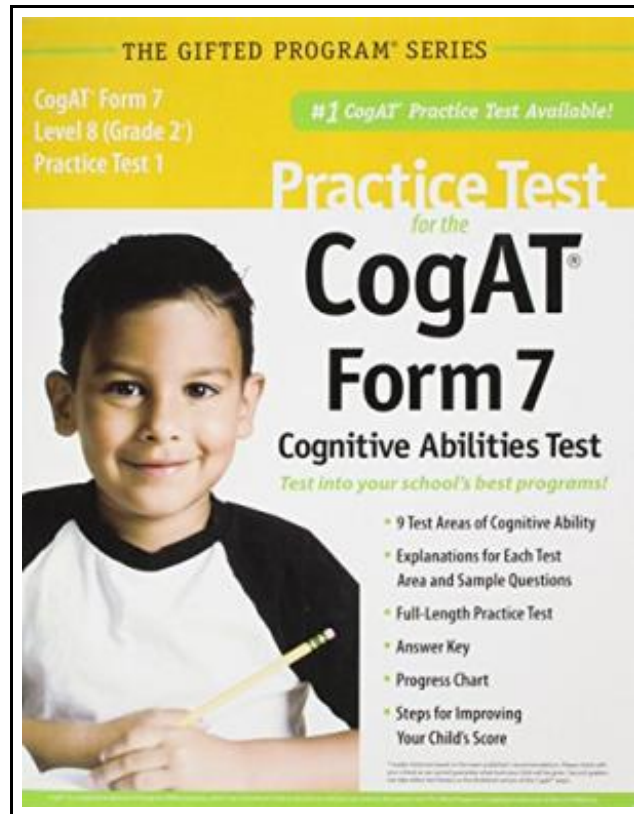 THE GIFTED PROGRAM® SERIES
CogAT® Form 7
Level 8 (Grade 2*)
Practice Test 1
#1 CogAT® Practice Test Available!
Practice Test
for the
CogAT®
Form 7
Cognitive Abilities Test
Test into your school's best programs!
• 9 Test Areas of Cognitive Ability
• Explanations for Each Test
Area and Sample Questions
• Full-Length Practice Test
• Answer Key
• Progress Chart
• Steps for Improving
Your Child's Score